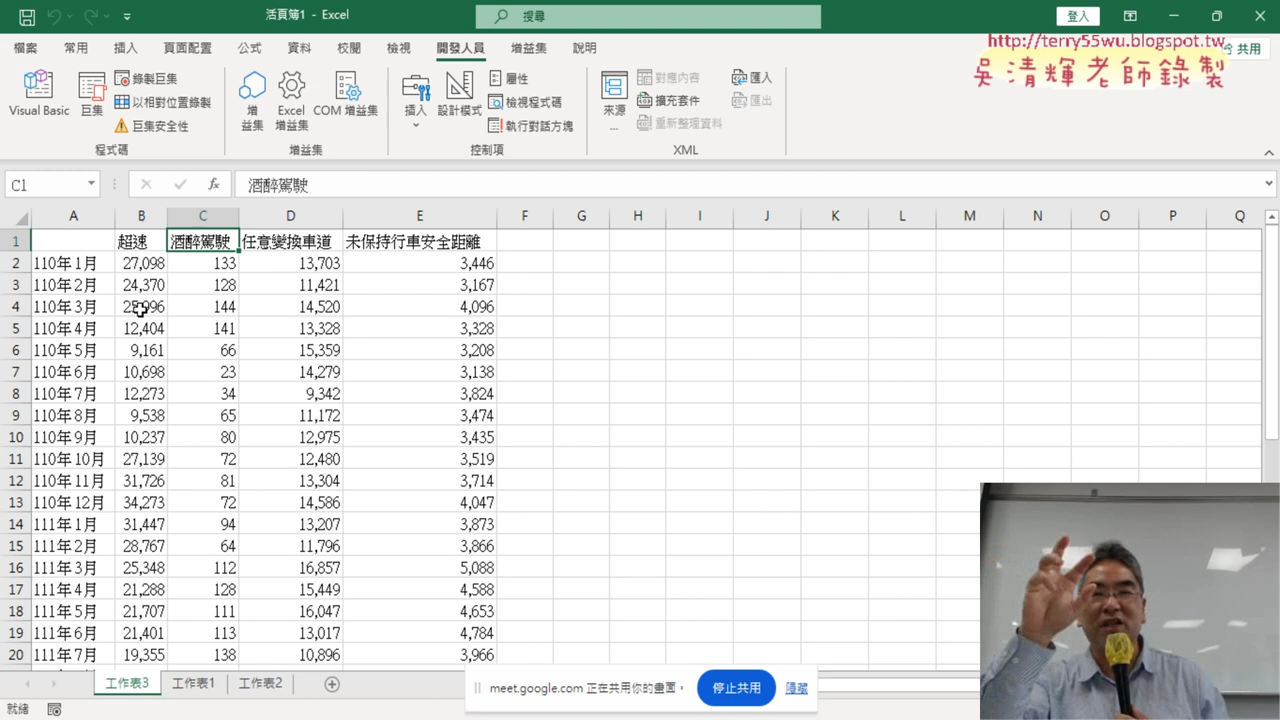 活頁簿1 - Excel
搜尋
登入
http://terry55wu.blogspot.tw
吳清輝老師錄製
檔案 常用 插入 頁面配置 公式 資料 校閱 檢視 開發人員 增益集 說明
共用
Visual Basic
巨集
錄製巨集
以相對位置錄製
巨集安全性
程式碼
增益集
Excel 增益集
COM 增益集
增益集
插入
設計模式
屬性
檢視程式碼
執行對話方塊
控制項
來源
...
對應內容
擴充套件
重新整理資料
匯入
匯出
XML
C1
fx
酒醉駕駛
A B C D E F G H I J K L M N O P Q
1 超速 酒醉駕駛 任意變換車道 未保持行車安全距離
2 110年1月 27,098 133 13,703 3,446
3 110年2月 24,370 128 11,421 3,167
4 110年3月 25,996 144 14,520 4,096
5 110年4月 12,404 141 13,328 3,328
6 110年5月 9,161 66 15,359 3,208
7 110年6月 10,698 23 14,279 3,138
8 110年7月 12,273 34 9,342 3,824
9 110年8月 9,538 65 11,172 3,474
10 110年9月 10,237 80 12,975 3,435
11 110年10月 27,139 72 12,480 3,519
12 110年11月 31,726 81 13,304 3,714
13 110年12月 34,273 72 14,586 4,047
14 111年1月 31,447 94 13,207 3,873
15 111年2月 28,767 64 11,796 3,866
16 111年3月 25,348 112 16,857 5,088
17 111年4月 21,288 128 15,449 4,588
18 111年5月 21,707 111 16,047 4,653
19 111年6月 21,401 113 13,017 4,784
20 111年7月 19,355 138 10,896 3,966
工作表3 工作表1 工作表2
meet.google.com 正在共用你的畫面。
停止共用
隱藏
就緒